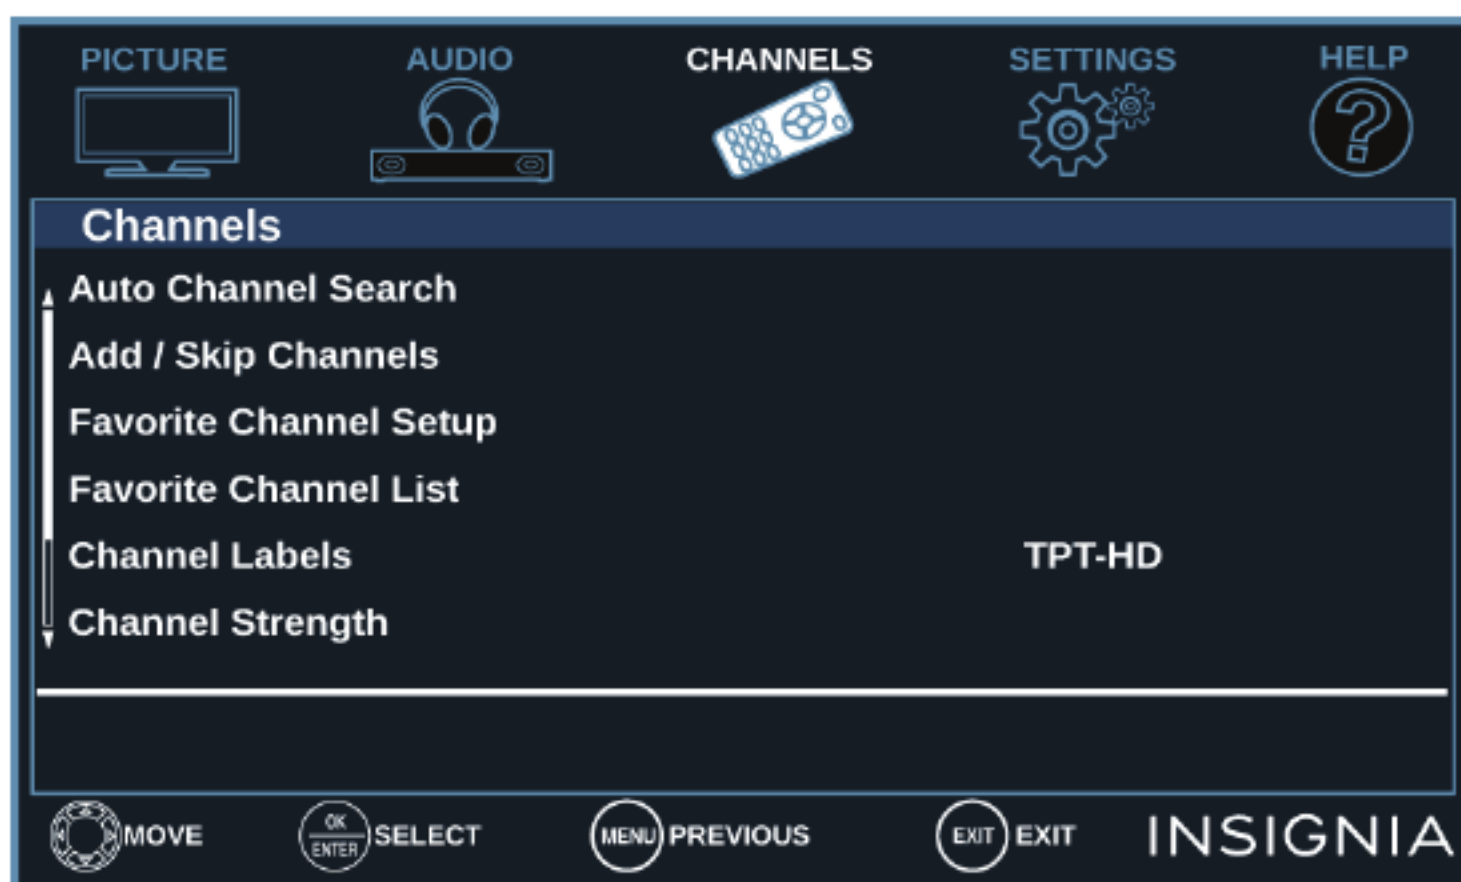 PICTURE AUDIO CHANNELS SETTINGS HELP
Channels
Auto Channel Search
Add / Skip Channels
Favorite Channel Setup
Favorite Channel List
Channel Labels TPT-HD
Channel Strength
MOVE OK ENTER SELECT MENU PREVIOUS EXIT EXIT INSIGNIA